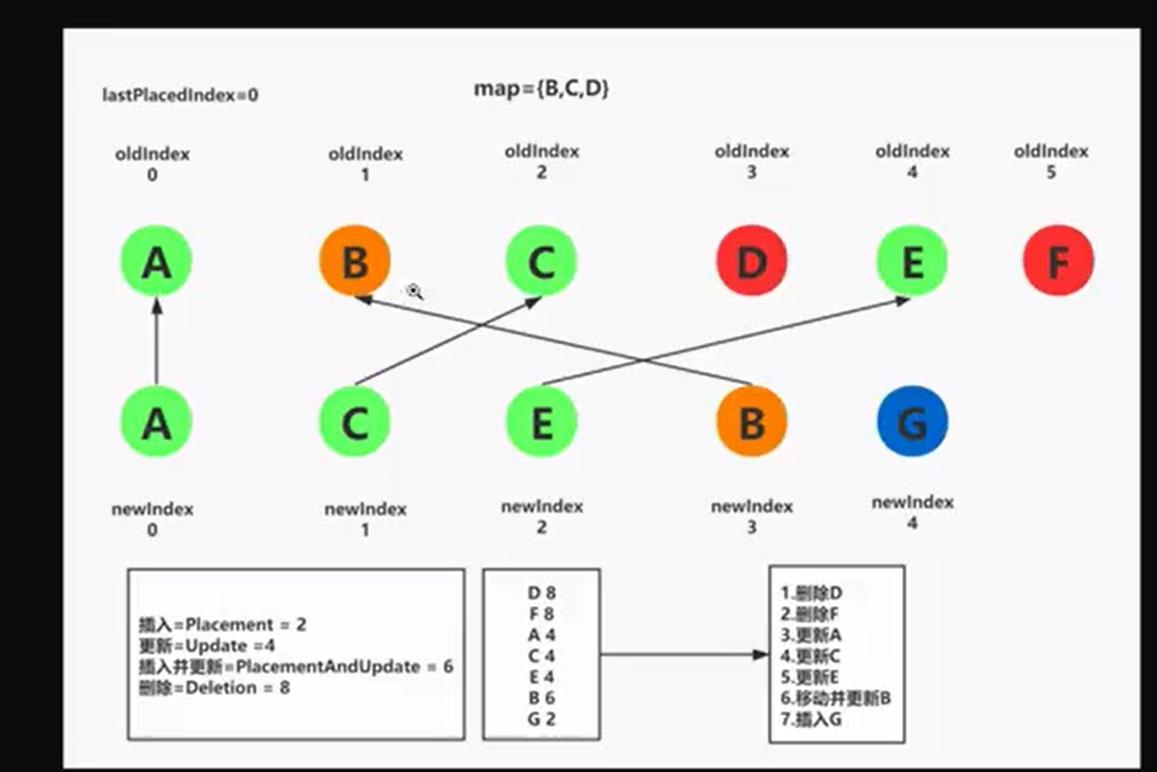 lastPlacedIndex=0
map={B,C,D}
oldIndex 0
oldIndex 1
oldIndex 2
oldIndex 3
oldIndex 4
oldIndex 5
A B C D E F
A C E B G
newIndex 0
newIndex 1
newIndex 2
newIndex 3
newIndex 4
插入=Placement = 2
更新=Update =4
插入并更新=PlacementAndUpdate = 6
删除=Deletion = 8
D 8
F 8
A 4
C 4
E 4
B 6
G 2
1.删除D
2.删除F
3.更新A
4.更新C
5.更新E
6.移动并更新B
7.插入G